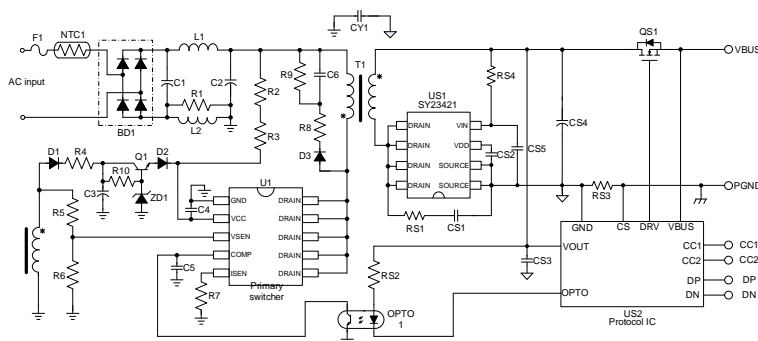 F1
NTC1
L1
CY1
QS1
VBUS
AC input
BD1
C1
C2
R1
L2
R2
R3
R9
C6
R8
D3
T1
US1
SY23421
RS4
DRAIN VIN
DRAIN VDD
DRAIN SOURCE
DRAIN SOURCE
CS2
CS5
CS4
RS1
CS1
RS3
PGND
D1
R4
Q1
D2
R10
C3
ZD1
R5
R6
C4
U1
GND DRAIN
VCC DRAIN
VSEN DRAIN
COMP DRAIN
ISEN DRAIN
Primary
switcher
C5
R7
RS2
CS3
OPTO
1
GND CS DRV VBUS
VOUT
OPTO
CC1
CC2
DP
DN
CC1
CC2
DP
DN
US2
Protocol IC